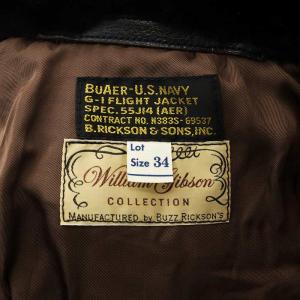 BUAER-U.S.NAVY
G-1 FLIGHT JACKET
SPEC. 55J14 (AER)
CONTRACT NO. N383S-69537
B. RICKSON & SONS, INC.
Lot
Size 34
William Gibson
COLLECTION
MANUFACTURED by BUZZ RICKSON'S